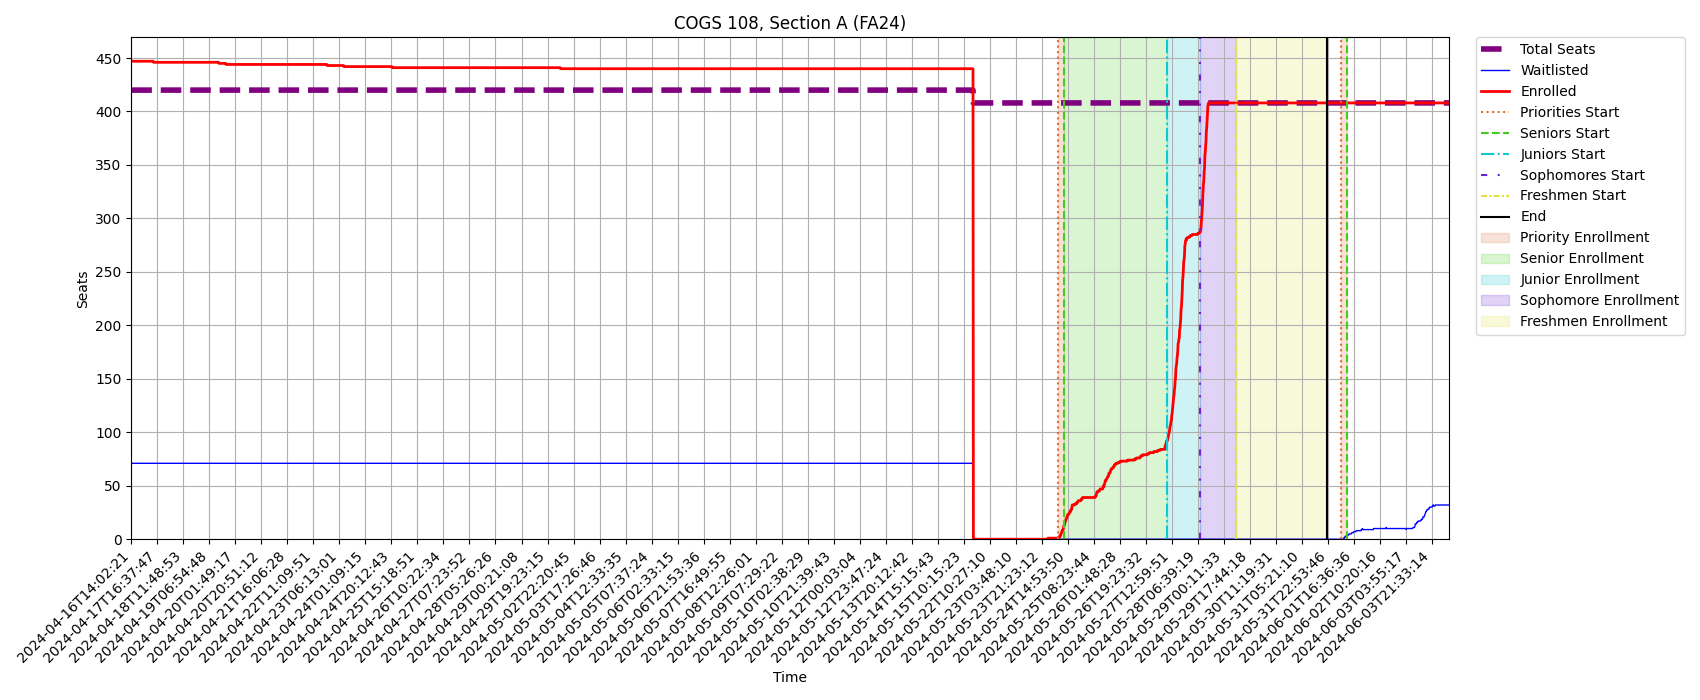 COGS 108, Section A (FA24)
Seats
450
400
350
300
250
200
150
100
50
0
2024-04-16T14:02:21
2024-04-17T16:37:47
2024-04-18T11:48:53
2024-04-19T06:54:48
2024-04-20T01:49:17
2024-04-20T20:51:12
2024-04-21T16:06:28
2024-04-22T11:09:51
2024-04-23T06:13:01
2024-04-24T01:09:15
2024-04-24T20:12:43
2024-04-25T15:18:51
2024-04-26T10:22:34
2024-04-27T07:23:52
2024-04-28T05:26:26
2024-04-29T00:21:08
2024-04-29T19:23:15
2024-05-02T22:20:45
2024-05-03T17:26:46
2024-05-04T12:33:35
2024-05-05T07:37:24
2024-05-06T02:33:15
2024-05-06T21:53:36
2024-05-07T16:49:55
2024-05-08T12:26:01
2024-05-09T07:29:22
2024-05-10T02:38:29
2024-05-10T21:39:43
2024-05-12T00:03:04
2024-05-12T23:47:24
2024-05-13T20:12:42
2024-05-14T15:15:43
2024-05-15T10:15:23
2024-05-22T10:27:10
2024-05-23T03:48:10
2024-05-23T21:23:12
2024-05-24T14:53:50
2024-05-25T08:23:44
2024-05-26T01:48:28
2024-05-26T19:23:32
2024-05-27T12:59:51
2024-05-28T06:39:19
2024-05-29T00:11:33
2024-05-29T17:44:18
2024-05-30T11:19:31
2024-05-31T05:21:10
2024-05-31T22:53:46
2024-06-01T16:36:36
2024-06-02T10:20:16
2024-06-03T03:55:17
2024-06-03T21:33:14
Time
Total Seats
Waitlisted
Enrolled
Priorities Start
Seniors Start
Juniors Start
Sophomores Start
Freshmen Start
End
Priority Enrollment
Senior Enrollment
Junior Enrollment
Sophomore Enrollment
Freshmen Enrollment